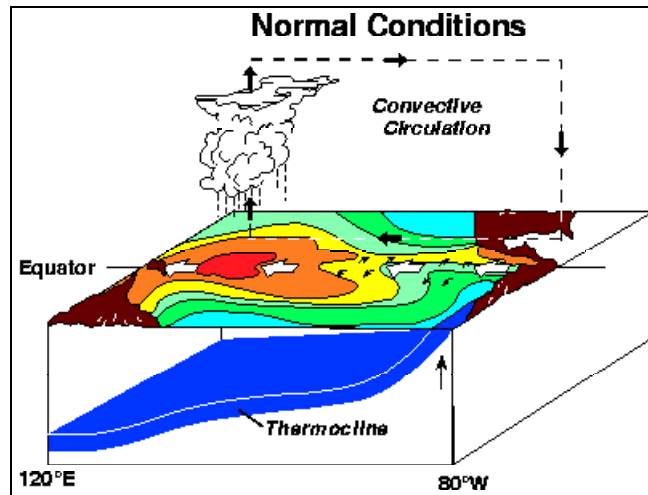 Normal Conditions
Convective
Circulation
Equator
Thermocline
120°E
80°W